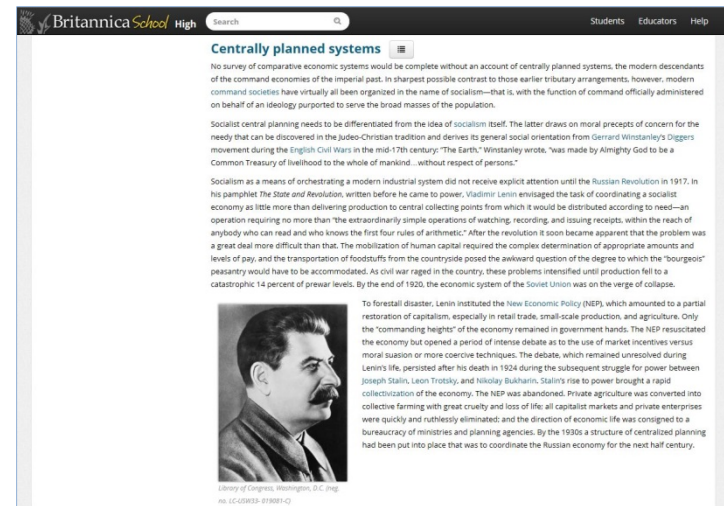 Britannica School High Search Students Educators Help
Centrally planned systems
No survey of comparative economic systems would be complete without an account of centrally planned systems, the modern descendants
of the command economies of the imperial past. In sharpest possible contrast to those earlier tributary arrangements, however, modern
command societies have virtually all been organized in the name of socialism—that is, with the function of command officially administered
on behalf of an ideology purported to serve the broad masses of the population.
Socialist central planning needs to be differentiated from the idea of socialism itself. The latter draws on moral precepts of concern for the
needy that can be discovered in the Judeo-Christian tradition and derives its general social orientation from Gerrard Winstanley's Diggers
movement during the English Civil Wars in the mid-17th century: "The Earth," Winstanley wrote, "was made by Almighty God to be a
Common Treasury of livelihood to the whole of mankind…without respect of persons."
Socialism as a means of orchestrating a modern industrial system did not receive explicit attention until the Russian Revolution in 1917. In
his pamphlet The State and Revolution, written before he came to power, Vladimir Lenin envisaged the task of coordinating a socialist
economy as little more than delivering production to central collecting points from which it would be distributed according to need—an
operation requiring no more than "the extraordinarily simple operations of watching, recording, and issuing receipts, within the reach of
anybody who can read and who knows the first four rules of arithmetic." After the revolution it soon became apparent that the problem was
a great deal more difficult than that. The mobilization of human capital required the complex determination of appropriate amounts and
levels of pay, and the transportation of foodstuffs from the countryside posed the awkward question of the degree to which the "bourgeois"
peasantry would have to be accommodated. As civil war raged in the country, these problems intensified until production fell to a
catastrophic 14 percent of prewar levels. By the end of 1920, the economic system of the Soviet Union was on the verge of collapse.
To forestall disaster, Lenin instituted the New Economic Policy (NEP), which amounted to a partial
restoration of capitalism, especially in retail trade, small-scale production, and agriculture. Only
the "commanding heights" of the economy remained in government hands. The NEP resuscitated
the economy but opened a period of intense debate as to the use of market incentives versus
moral suasion or more coercive techniques. The debate, which remained unresolved during
Lenin's life, persisted after his death in 1924 during the subsequent struggle for power between
Joseph Stalin, Leon Trotsky, and Nikolay Bukharin. Stalin's rise to power brought a rapid
collectivization of the economy. The NEP was abandoned. Private agriculture was converted into
collective farming with great cruelty and loss of life; all capitalist markets and private enterprises
were quickly and ruthlessly eliminated; and the direction of economic life was consigned to a
bureaucracy of ministries and planning agencies. By the 1930s a structure of centralized planning
had been put into place that was to coordinate the Russian economy for the next half century.
Library of Congress, Washington, D.C. (neg.
no. LC-USW33- 019081-C)